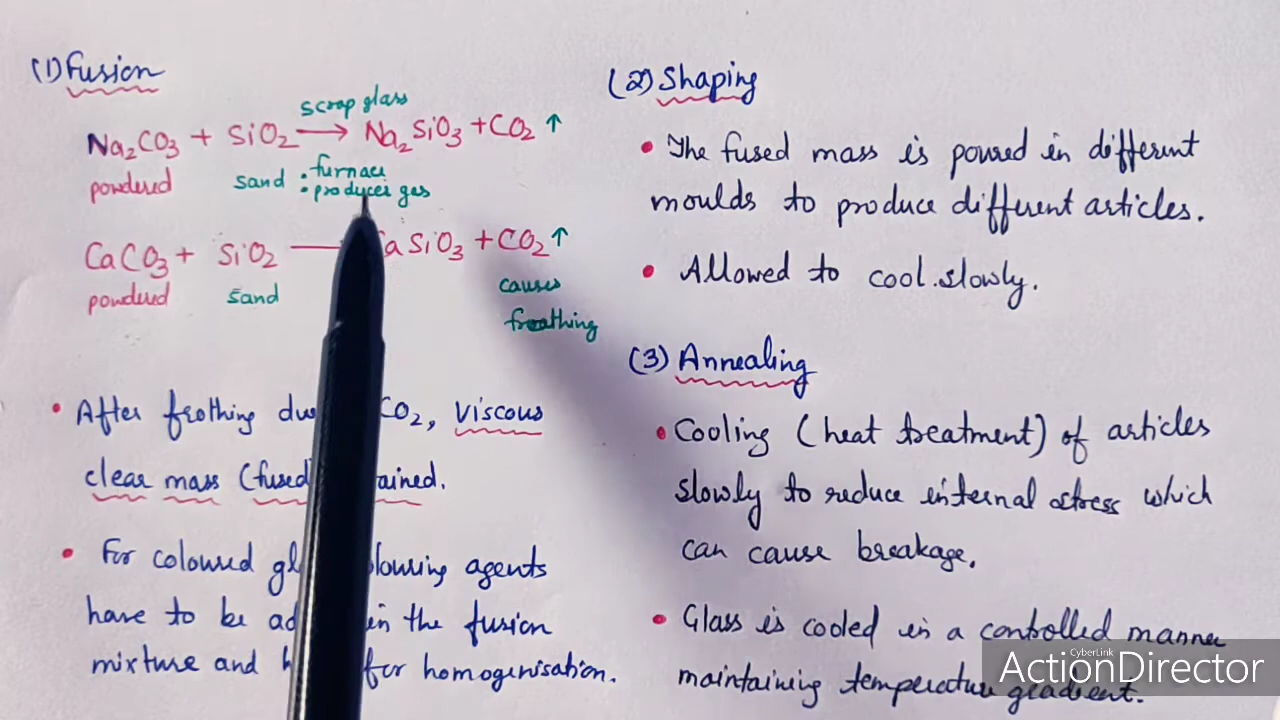 (1) Fusion
scrap glass
Na2CO3 + SiO2 → Na2SiO3 + CO2 ↑
powdered sand • furnace
• producer gas
CaCO3 + SiO2 aSiO3 + CO2 ↑
powdered sand causes
frothing
• After frothing du CO2, viscous
clear mass (fused) ained.
• For coloured gl olouring agents
have to be ad in the fusion
mixture and h for homogenisation.
(2) Shaping
• The fused mass is poured in different
moulds to produce different articles.
• Allowed to cool slowly.
(3) Annealing
• Cooling (heat treatment) of articles
slowly to reduce internal stress which
can cause breakage.
• Glass is cooled in a controlled manner
maintaining temperature gradient.
CyberLink
ActionDirector